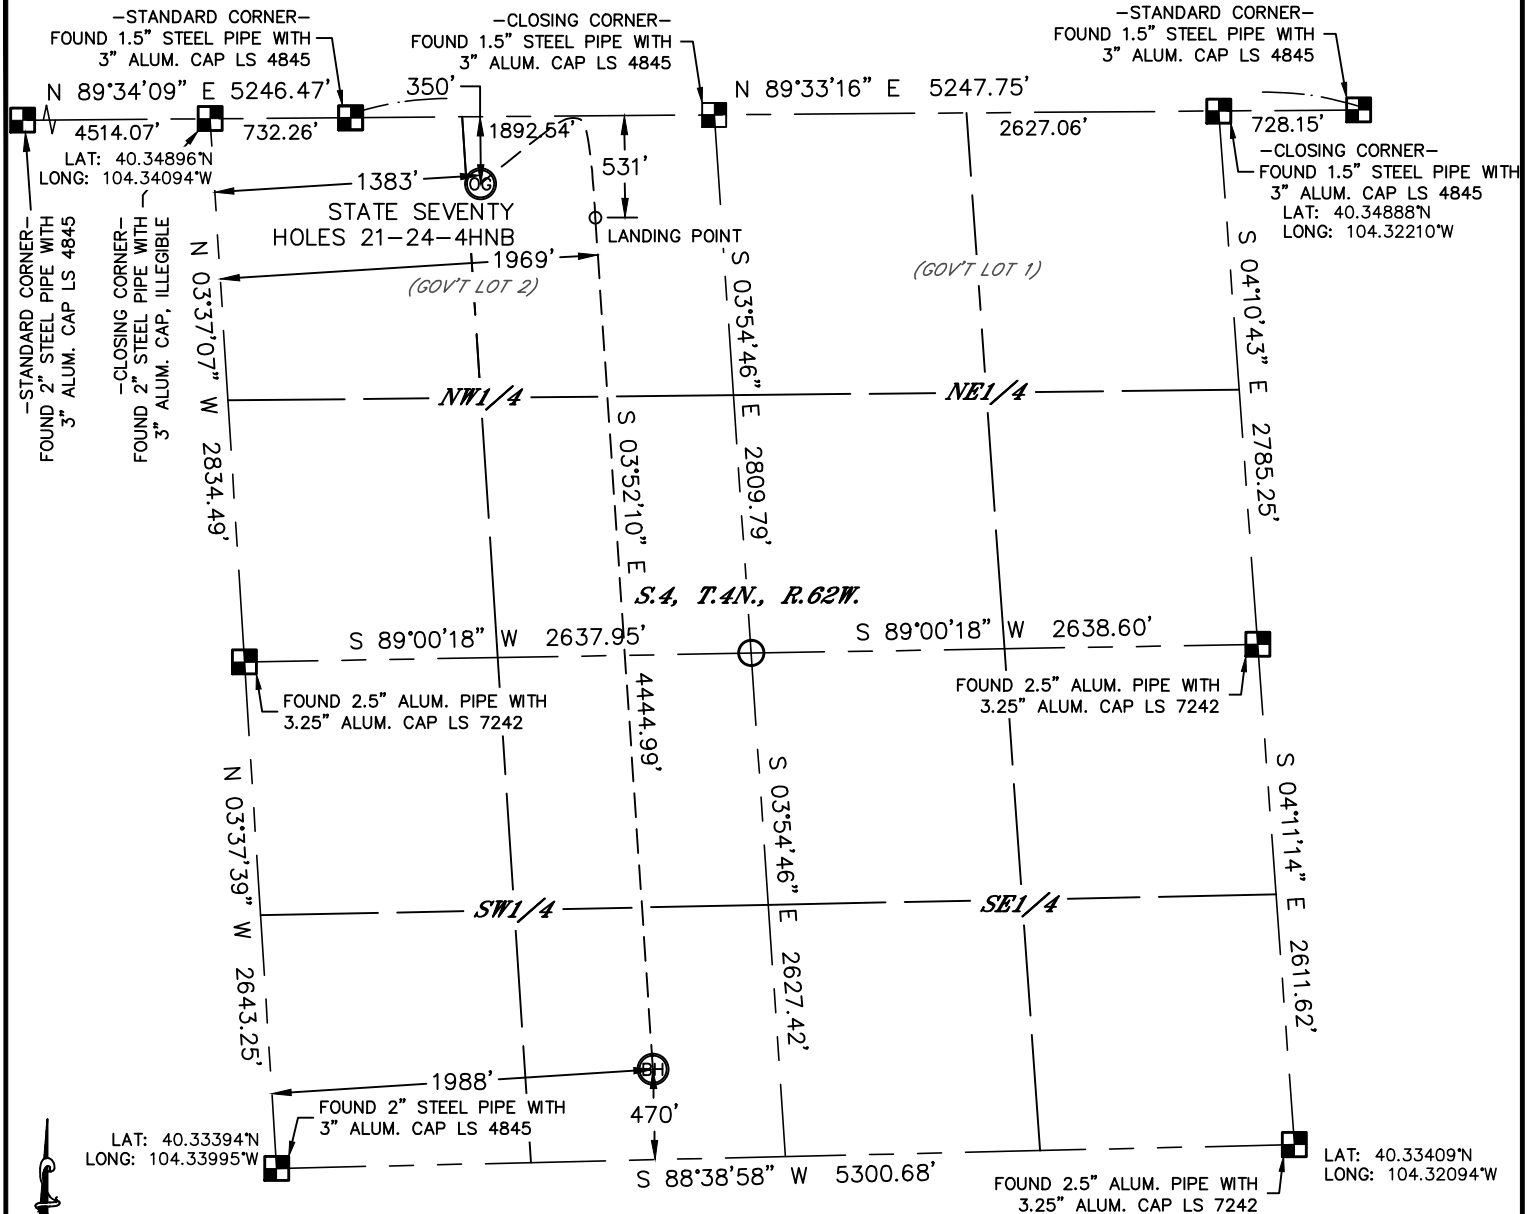 -STANDARD CORNER-
FOUND 1.5" STEEL PIPE WITH
3" ALUM. CAP LS 4845
-CLOSING CORNER-
FOUND 1.5" STEEL PIPE WITH
3" ALUM. CAP LS 4845
-STANDARD CORNER-
FOUND 1.5" STEEL PIPE WITH
3" ALUM. CAP LS 4845
N 89°34'09" E 5246.47'
350'
N 89°33'16" E 5247.75'
4514.07'
732.26'
1892.54'
2627.06'
728.15'
LAT: 40.34896°N
LONG: 104.34094°W
531'
-CLOSING CORNER-
FOUND 1.5" STEEL PIPE WITH
3" ALUM. CAP LS 4845
LAT: 40.34888°N
LONG: 104.32210°W
1383'
OG
STATE SEVENTY
HOLES 21-24-4HNB
LANDING POINT
1969'
(GOV'T LOT 2)
(GOV'T LOT 1)
-STANDARD CORNER-
FOUND 2" STEEL PIPE WITH
3" ALUM. CAP LS 4845
-CLOSING CORNER-
FOUND 2" STEEL PIPE WITH
3" ALUM. CAP, ILLEGIBLE
N 03°37'07" W 2834.49'
S 03°54'46" E 2809.79'
S 04°10'43" E 2785.25'
NW1/4
NE1/4
S 03°52'10" E 4444.99'
S.4, T.4N., R.62W.
S 89°00'18" W 2637.95'
S 89°00'18" W 2638.60'
FOUND 2.5" ALUM. PIPE WITH
3.25" ALUM. CAP LS 7242
FOUND 2.5" ALUM. PIPE WITH
3.25" ALUM. CAP LS 7242
N 03°37'39" W 2643.25'
S 03°54'46" E 2627.42'
S 04°11'14" E 2611.62'
SW1/4
SE1/4
1988'
BH
470'
FOUND 2" STEEL PIPE WITH
3" ALUM. CAP LS 4845
LAT: 40.33394°N
LONG: 104.33995°W
S 88°38'58" W 5300.68'
FOUND 2.5" ALUM. PIPE WITH
3.25" ALUM. CAP LS 7242
LAT: 40.33409°N
LONG: 104.32094°W